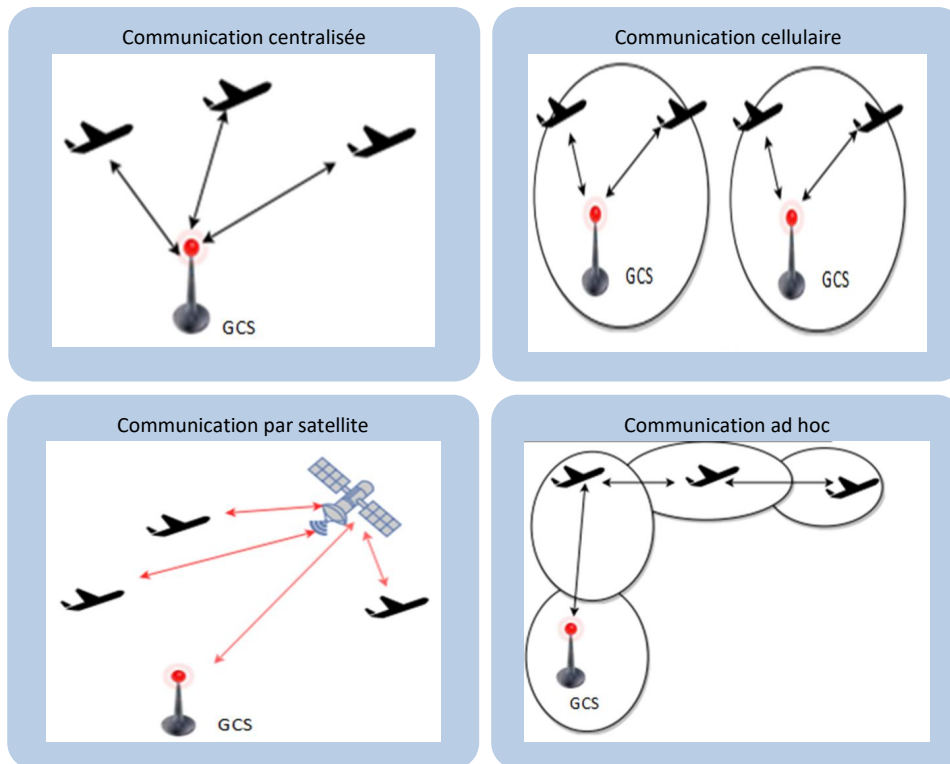 Communication centralisée
GCS
Communication cellulaire
GCS
GCS
Communication par satellite
GCS
Communication ad hoc
GCS